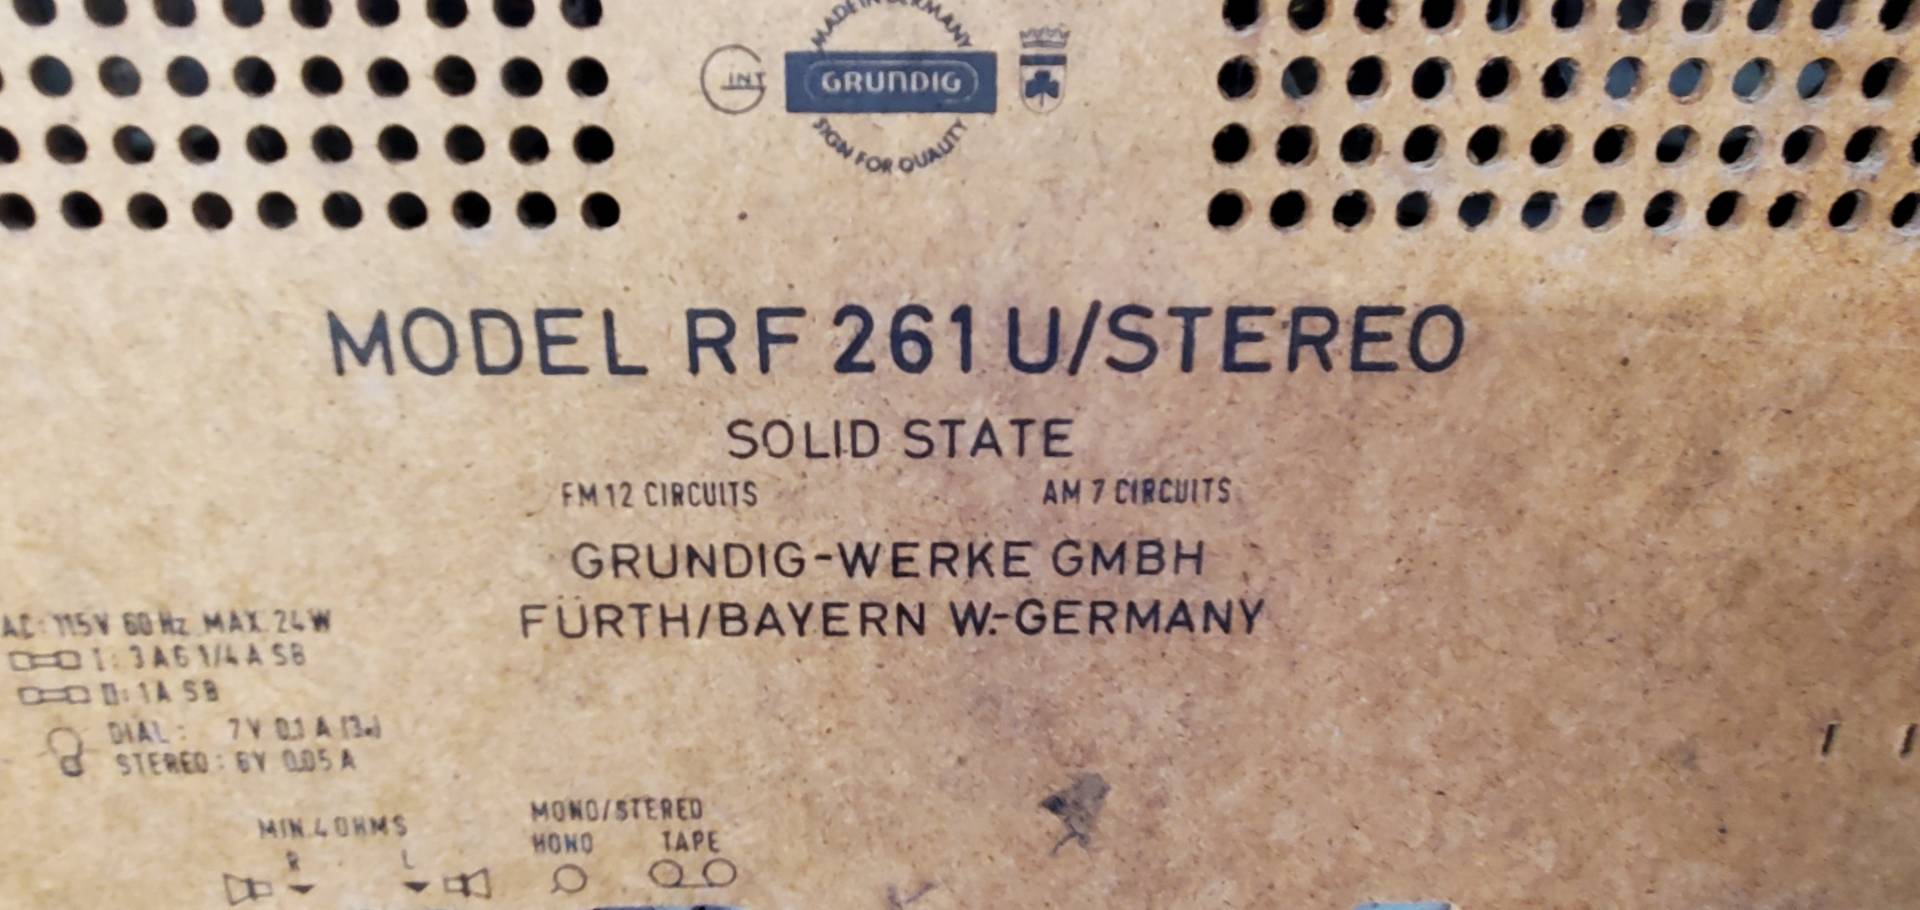 MADE IN GERMANY
INT
GRUNDIG
SIGN FOR QUALITY
MODEL RF 261 U/STEREO
SOLID STATE
FM 12 CIRCUITS AM 7 CIRCUITS
GRUNDIG-WERKE GMBH
FÜRTH/BAYERN W.-GERMANY
AC: 115V 60 Hz MAX. 24W
I: 1/4 A SB
II: 1A SB
DIAL: 7V 0.1 A
STEREO: 6V 0.05 A
MIN. 4 OHMS
R L
MONO/STEREO
MONO TAPE